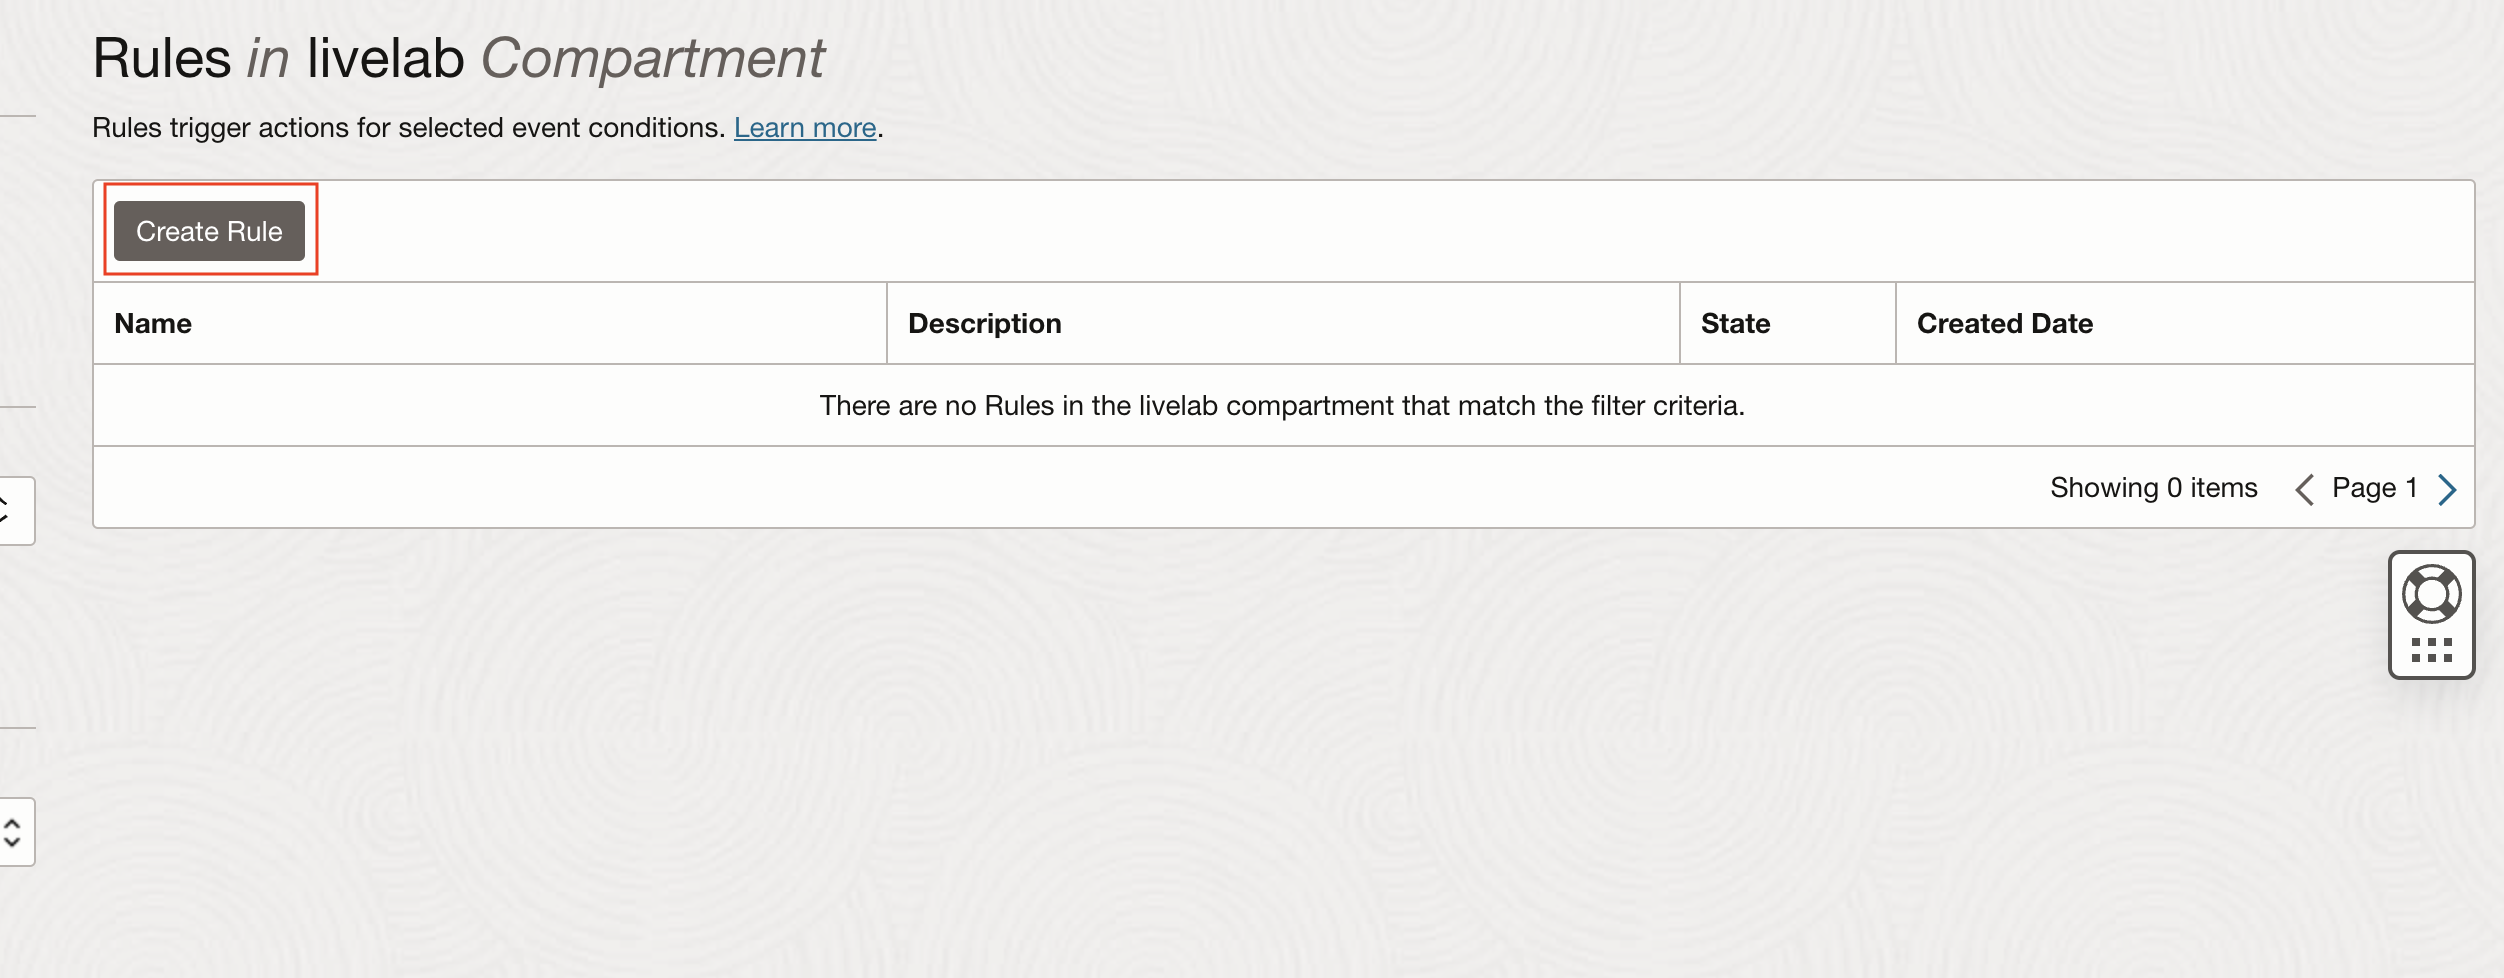 Rules in livelab Compartment
Rules trigger actions for selected event conditions. Learn more.
Create Rule
Name Description State Created Date
There are no Rules in the livelab compartment that match the filter criteria.
Showing 0 items Page 1